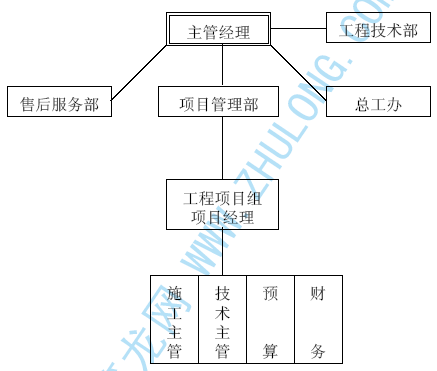 主管经理
工程技术部
售后服务部
项目管理部
总工办
工程项目组
项目经理
施工主管
技术主管
预算
财务
龙网 WWW.ZHULONG.COM